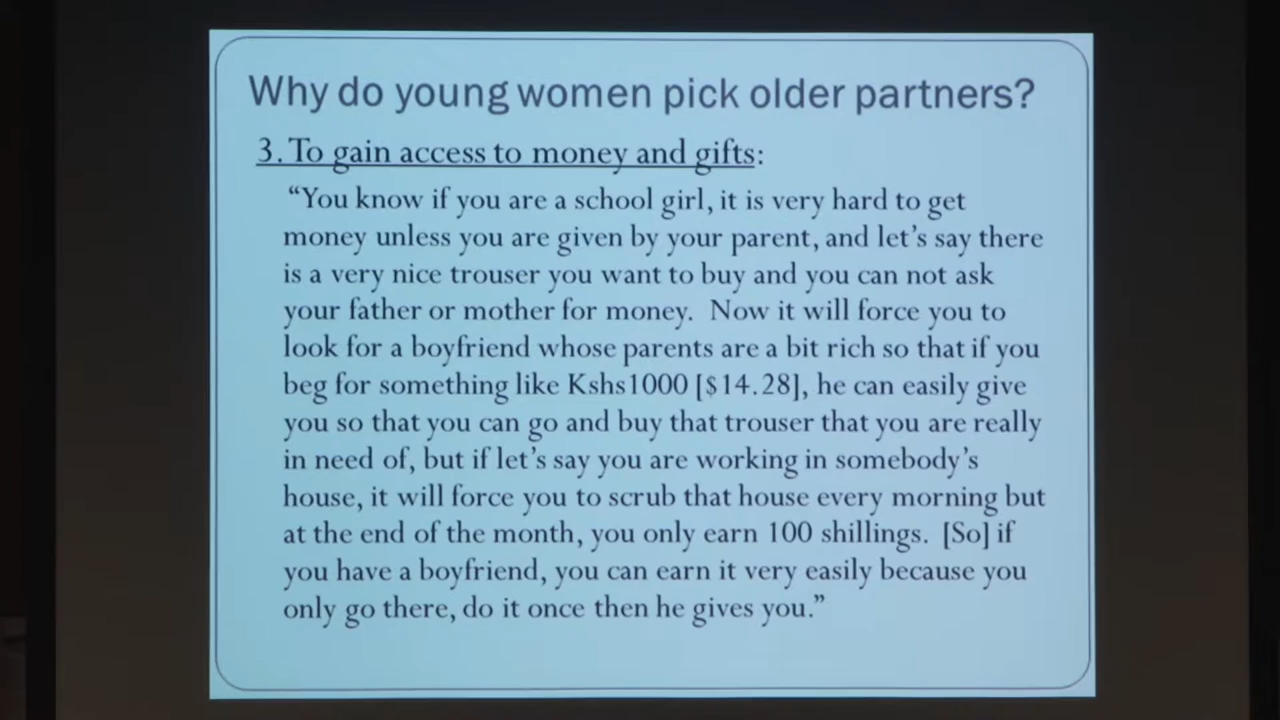 Why do young women pick older partners?
3. To gain access to money and gifts:
“You know if you are a school girl, it is very hard to get
money unless you are given by your parent, and let’s say there
is a very nice trouser you want to buy and you can not ask
your father or mother for money. Now it will force you to
look for a boyfriend whose parents are a bit rich so that if you
beg for something like Kshs1000 [$14.28], he can easily give
you so that you can go and buy that trouser that you are really
in need of, but if let’s say you are working in somebody’s
house, it will force you to scrub that house every morning but
at the end of the month, you only earn 100 shillings. [So] if
you have a boyfriend, you can earn it very easily because you
only go there, do it once then he gives you.”